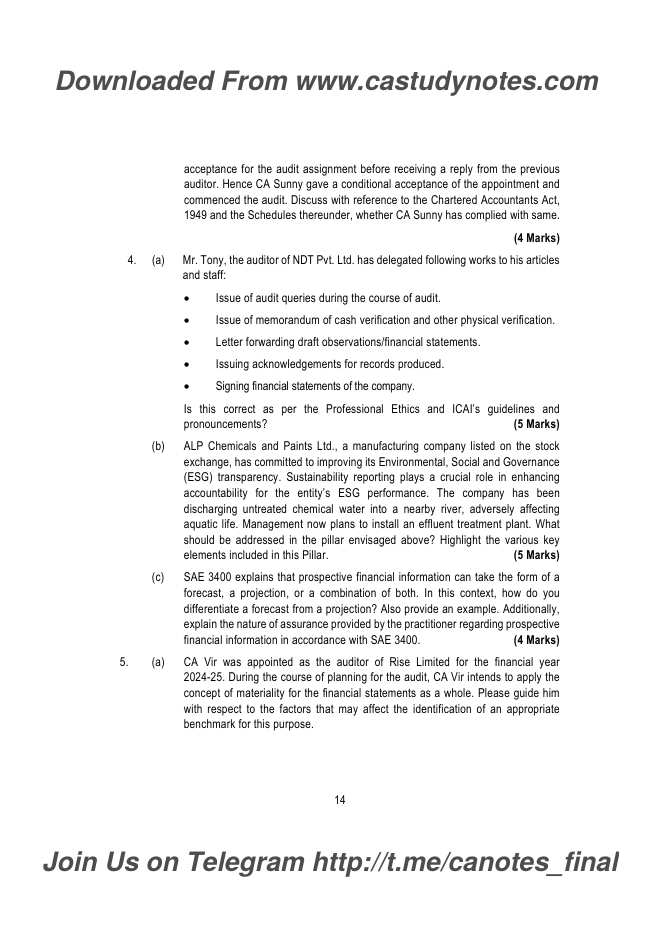 Downloaded From www.castudynotes.com
acceptance for the audit assignment before receiving a reply from the previous
auditor. Hence CA Sunny gave a conditional acceptance of the appointment and
commenced the audit. Discuss with reference to the Chartered Accountants Act,
1949 and the Schedules thereunder, whether CA Sunny has complied with same.
(4 Marks)
4. (a) Mr. Tony, the auditor of NDT Pvt. Ltd. has delegated following works to his articles
and staff:
• Issue of audit queries during the course of audit.
• Issue of memorandum of cash verification and other physical verification.
• Letter forwarding draft observations/financial statements.
• Issuing acknowledgements for records produced.
• Signing financial statements of the company.
Is this correct as per the Professional Ethics and ICAI's guidelines and
pronouncements? (5 Marks)
(b) ALP Chemicals and Paints Ltd., a manufacturing company listed on the stock
exchange, has committed to improving its Environmental, Social and Governance
(ESG) transparency. Sustainability reporting plays a crucial role in enhancing
accountability for the entity's ESG performance. The company has been
discharging untreated chemical water into a nearby river, adversely affecting
aquatic life. Management now plans to install an effluent treatment plant. What
should be addressed in the pillar envisaged above? Highlight the various key
elements included in this Pillar. (5 Marks)
(c) SAE 3400 explains that prospective financial information can take the form of a
forecast, a projection, or a combination of both. In this context, how do you
differentiate a forecast from a projection? Also provide an example. Additionally,
explain the nature of assurance provided by the practitioner regarding prospective
financial information in accordance with SAE 3400. (4 Marks)
5. (a) CA Vir was appointed as the auditor of Rise Limited for the financial year
2024-25. During the course of planning for the audit, CA Vir intends to apply the
concept of materiality for the financial statements as a whole. Please guide him
with respect to the factors that may affect the identification of an appropriate
benchmark for this purpose.
14
Join Us on Telegram http://t.me/canotes_final